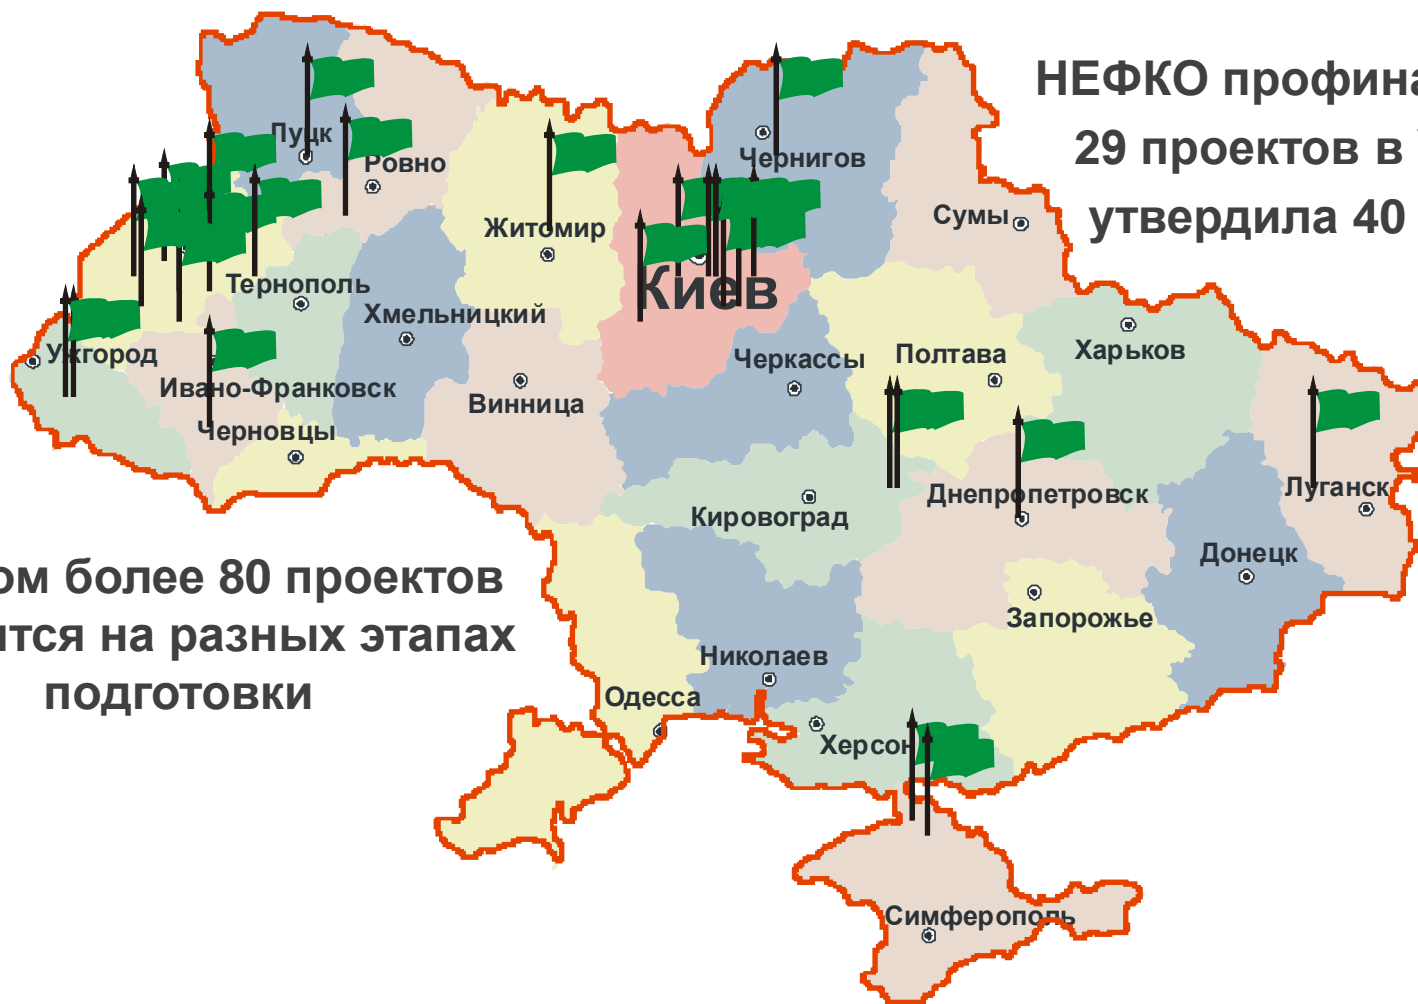 НЕФКО профина
29 проектов в
утвердила 40
Луцк
Ровно
Чернигов
Житомир
Сумы
Киев
Тернополь
Хмельницкий
Ужгород
Черкассы
Полтава
Харьков
Ивано-Франковск
Винница
Черновцы
Кировоград
Днепропетровск
Луганск
Донецк
ом более 80 проектов
ится на разных этапах
подготовки
Запорожье
Николаев
Одесса
Херсон
Симферополь